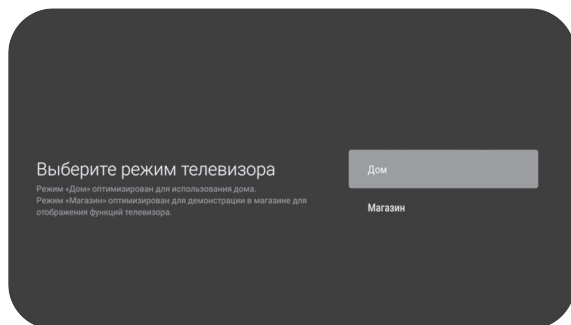 Выберите режим телевизора
Режим «Дом» оптимизирован для использования дома.
Режим «Магазин» оптимизирован для демонстрации в магазине для
отображения функций телевизора.
Дом
Магазин